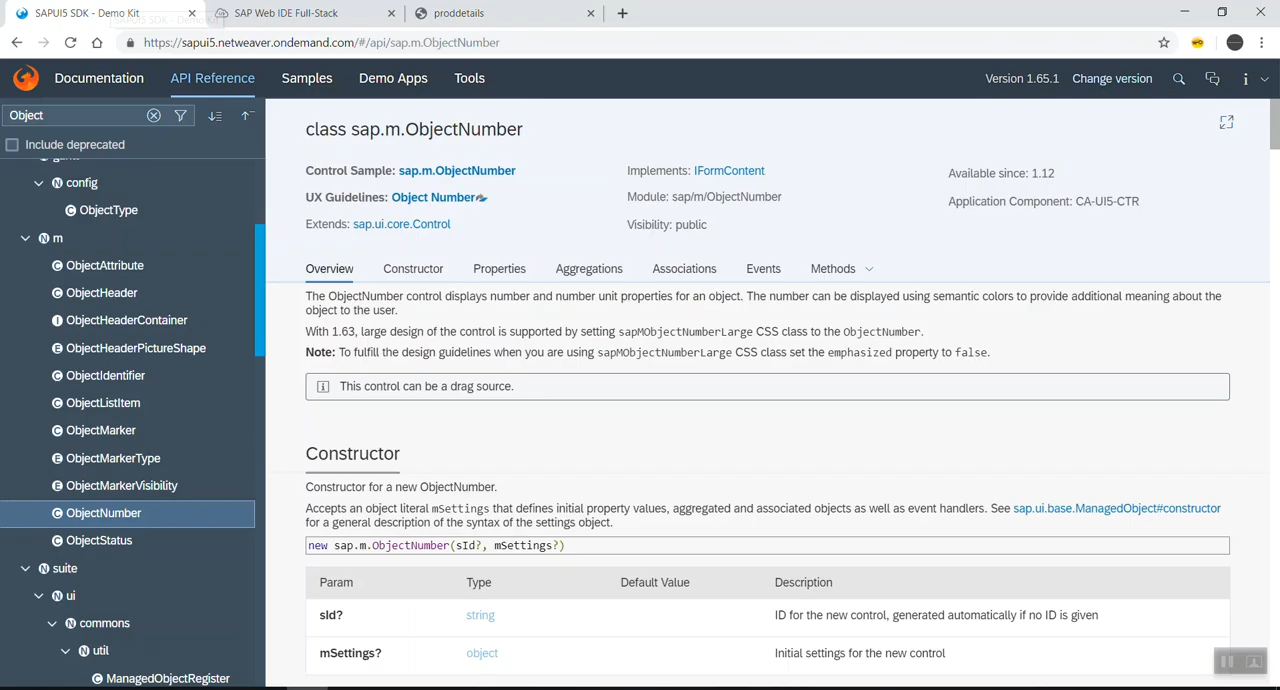 SAPUI5 SDK - Demo Kit
SAP Web IDE Full-Stack
proddetails
https://sapui5.netweaver.ondemand.com/#/api/sap.m.ObjectNumber
Documentation
API Reference
Samples
Demo Apps
Tools
Version 1.65.1
Change version
Object
Include deprecated
config
ObjectType
m
ObjectAttribute
ObjectHeader
ObjectHeaderContainer
ObjectHeaderPictureShape
ObjectIdentifier
ObjectListItem
ObjectMarker
ObjectMarkerType
ObjectMarkerVisibility
ObjectNumber
ObjectStatus
suite
ui
commons
util
ManagedObjectRegister
class sap.m.ObjectNumber
Control Sample: sap.m.ObjectNumber
Implements: IFormContent
Available since: 1.12
UX Guidelines: Object Number
Module: sap/m/ObjectNumber
Application Component: CA-UI5-CTR
Extends: sap.ui.core.Control
Visibility: public
Overview
Constructor
Properties
Aggregations
Associations
Events
Methods
The ObjectNumber control displays number and number unit properties for an object. The number can be displayed using semantic colors to provide additional meaning about the
object to the user.
With 1.63, large design of the control is supported by setting sapMObjectNumberLarge CSS class to the ObjectNumber.
Note: To fulfill the design guidelines when you are using sapMObjectNumberLarge CSS class set the emphasized property to false.
This control can be a drag source.
Constructor
Constructor for a new ObjectNumber.
Accepts an object literal mSettings that defines initial property values, aggregated and associated objects as well as event handlers. See sap.ui.base.ManagedObject#constructor
for a general description of the syntax of the settings object.
new sap.m.ObjectNumber(sId?, mSettings?)
Param Type Default Value Description
sId? string ID for the new control, generated automatically if no ID is given
mSettings? object Initial settings for the new control